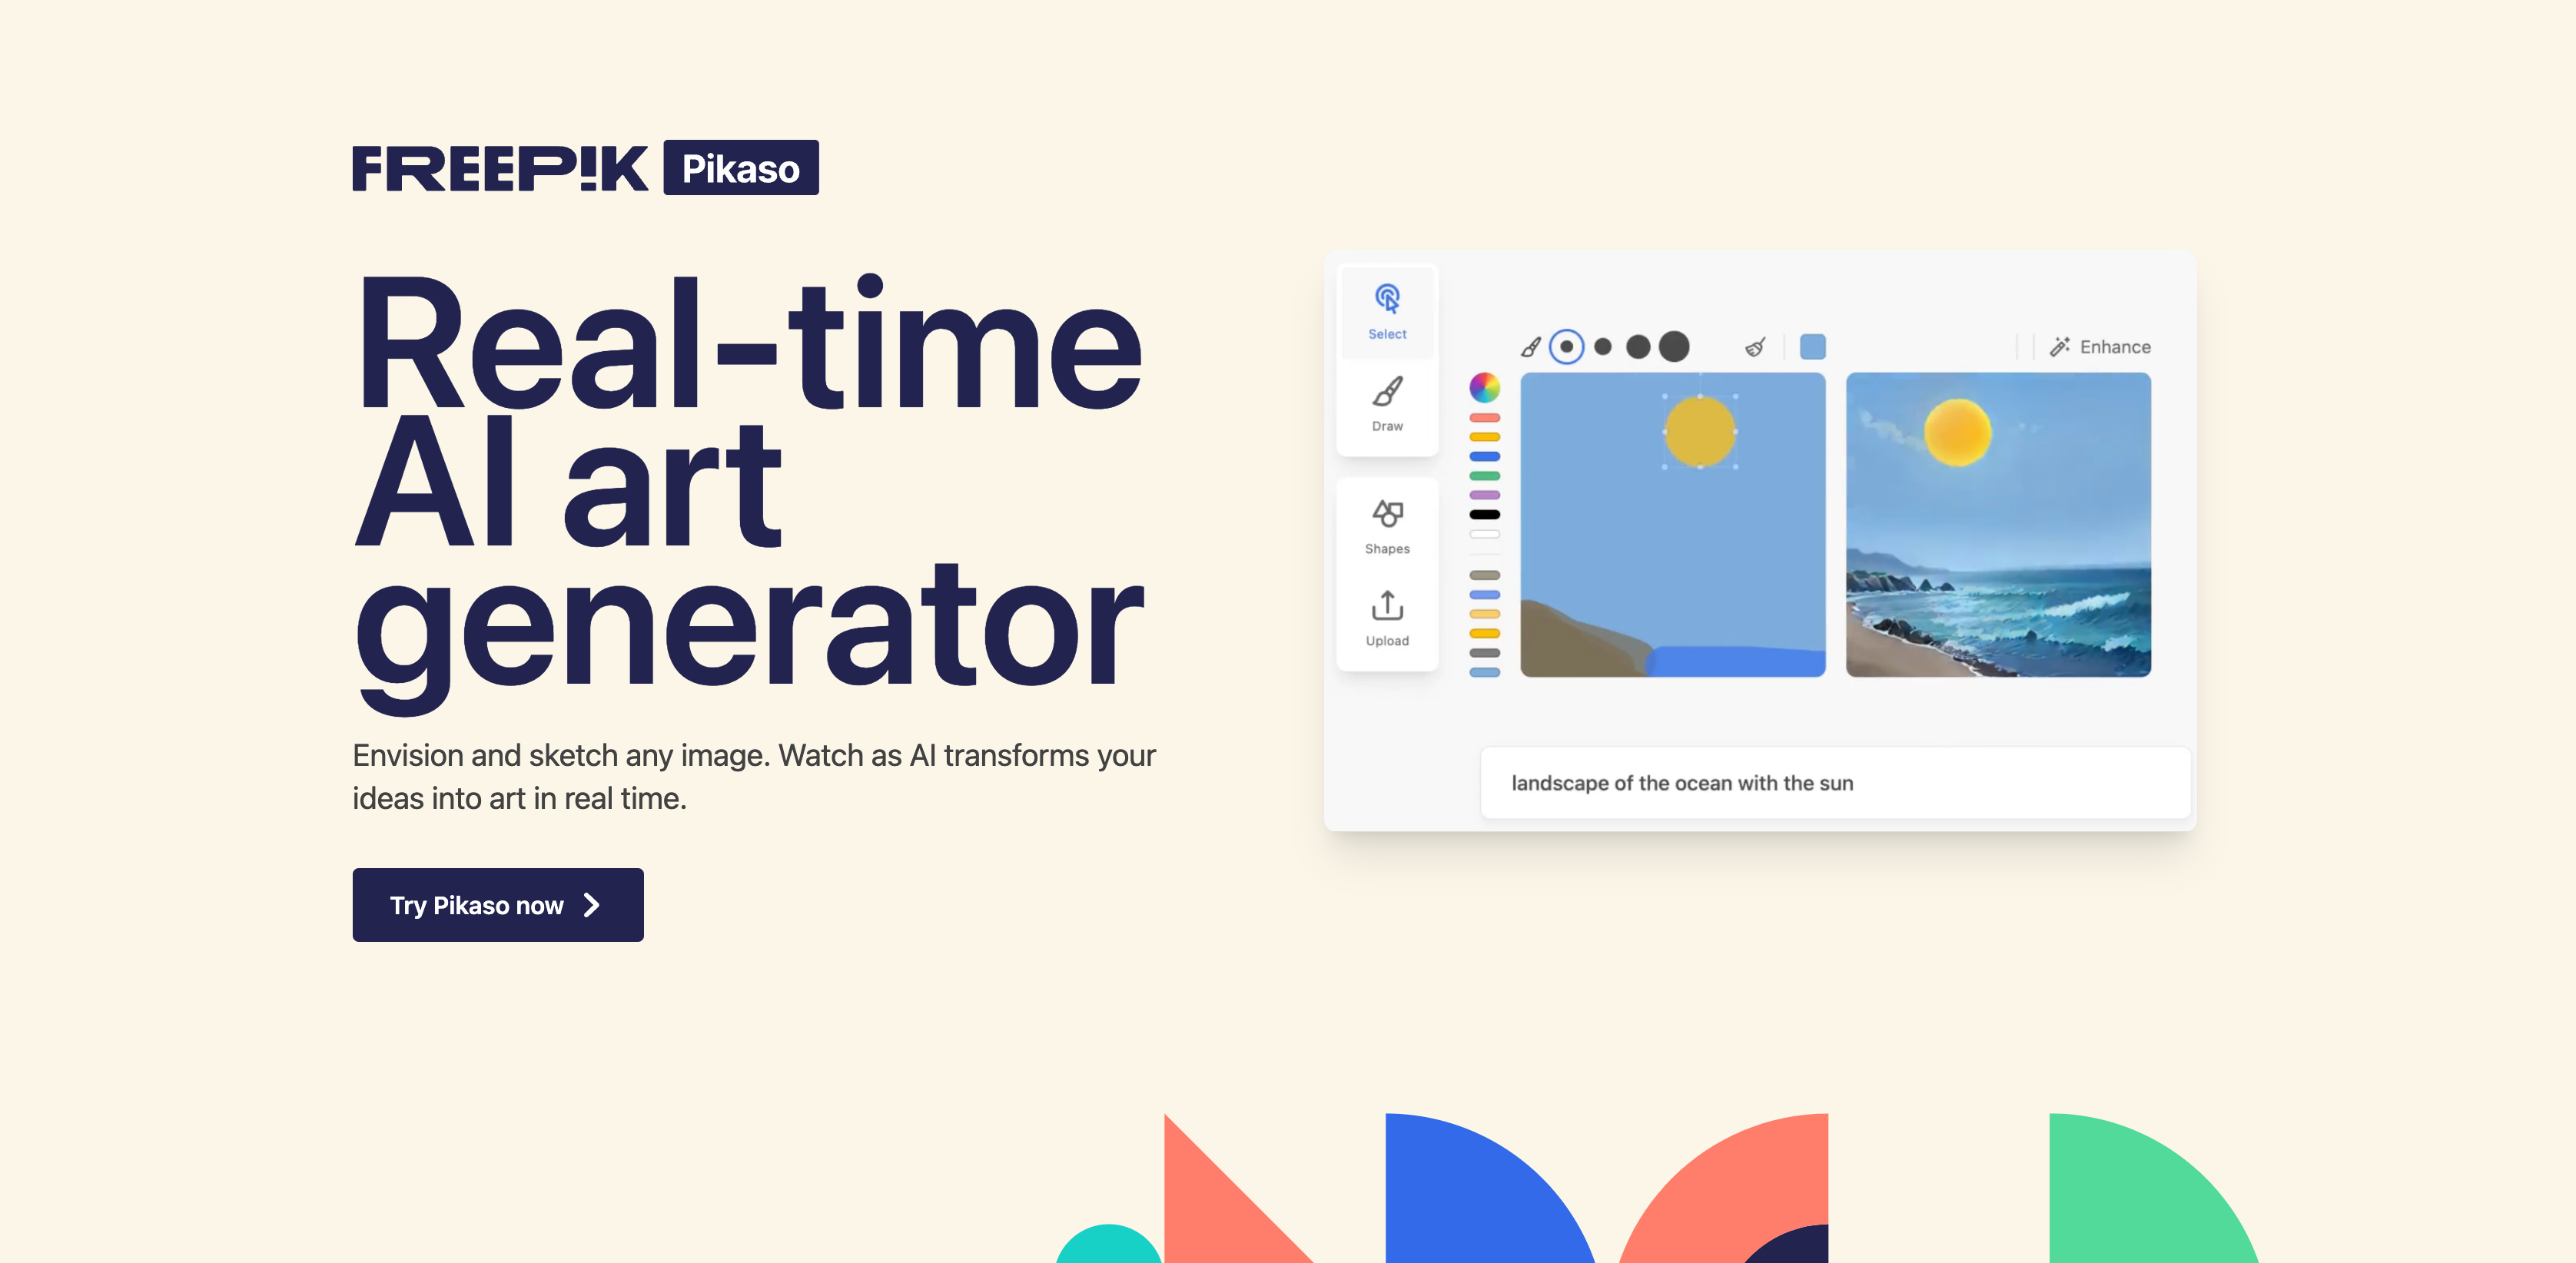 FREEPIK Pikaso
Real-time
AI art
generator
Envision and sketch any image. Watch as AI transforms your
ideas into art in real time.
Try Pikaso now
Select
Draw
Shapes
Upload
Enhance
landscape of the ocean with the sun